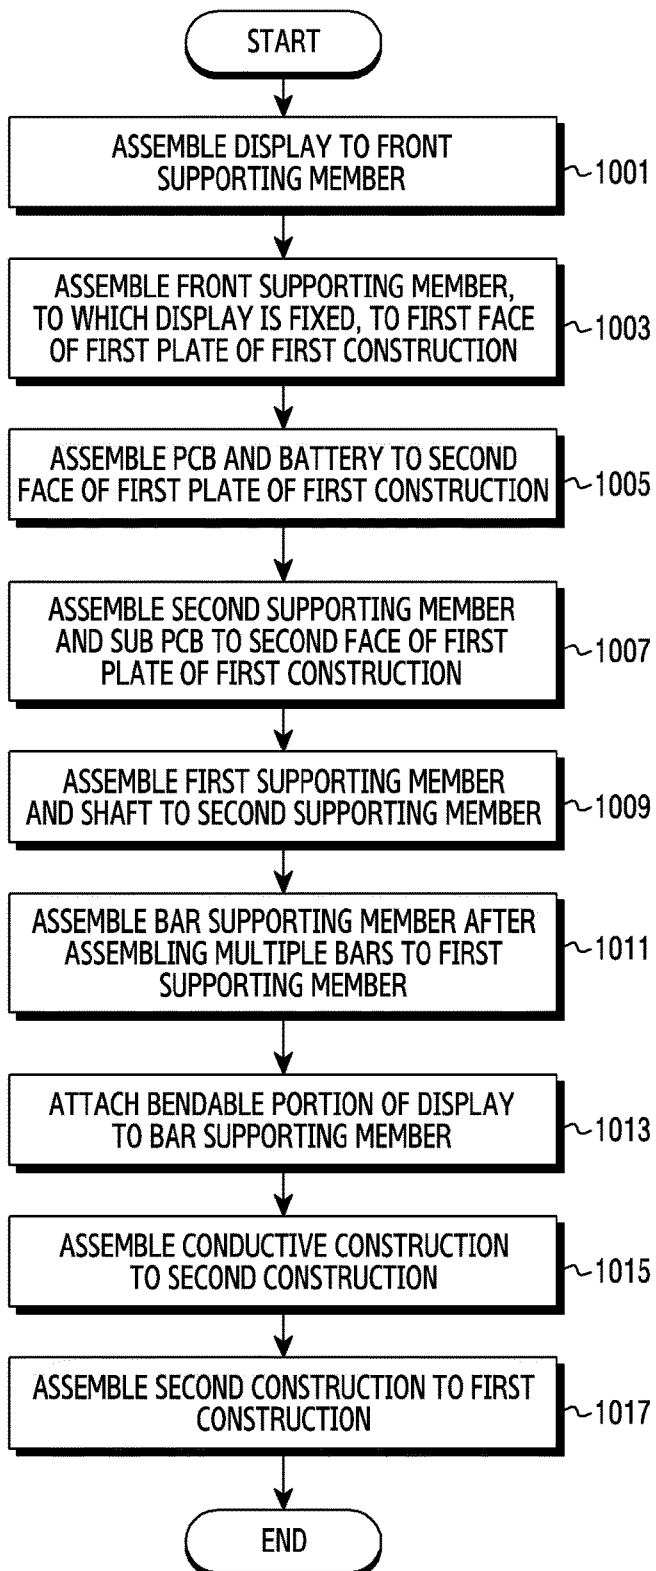 START
ASSEMBLE DISPLAY TO FRONT
SUPPORTING MEMBER
1001
ASSEMBLE FRONT SUPPORTING MEMBER,
TO WHICH DISPLAY IS FIXED, TO FIRST FACE
OF FIRST PLATE OF FIRST CONSTRUCTION
1003
ASSEMBLE PCB AND BATTERY TO SECOND
FACE OF FIRST PLATE OF FIRST CONSTRUCTION
1005
ASSEMBLE SECOND SUPPORTING MEMBER
AND SUB PCB TO SECOND FACE OF FIRST
PLATE OF FIRST CONSTRUCTION
1007
ASSEMBLE FIRST SUPPORTING MEMBER
AND SHAFT TO SECOND SUPPORTING MEMBER
1009
ASSEMBLE BAR SUPPORTING MEMBER AFTER
ASSEMBLING MULTIPLE BARS TO FIRST
SUPPORTING MEMBER
1011
ATTACH BENDABLE PORTION OF DISPLAY
TO BAR SUPPORTING MEMBER
1013
ASSEMBLE CONDUCTIVE CONSTRUCTION
TO SECOND CONSTRUCTION
1015
ASSEMBLE SECOND CONSTRUCTION TO FIRST
CONSTRUCTION
1017
END